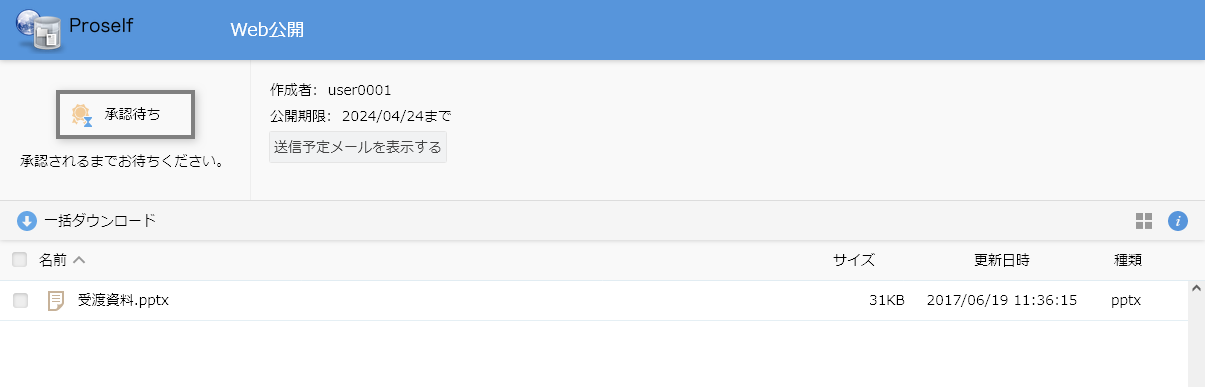 Proself
Web公開
承認待ち
承認されるまでお待ちください。
作成者: user0001
公開期限: 2024/04/24まで
送信予定メールを表示する
一括ダウンロード
i
名前 サイズ 更新日時 種類
受渡資料.pptx 31KB 2017/06/19 11:36:15 pptx